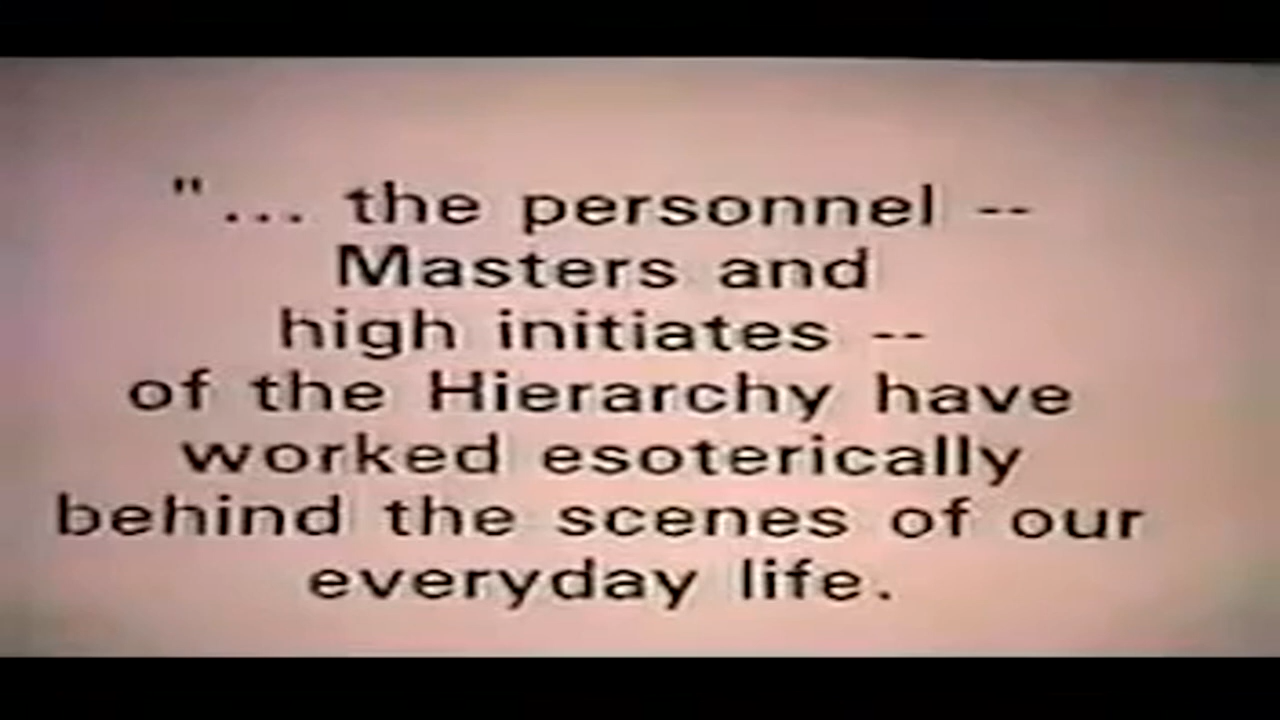 "... the personnel --
Masters and
high initiates --
of the Hierarchy have
worked esoterically
behind the scenes of our
everyday life.